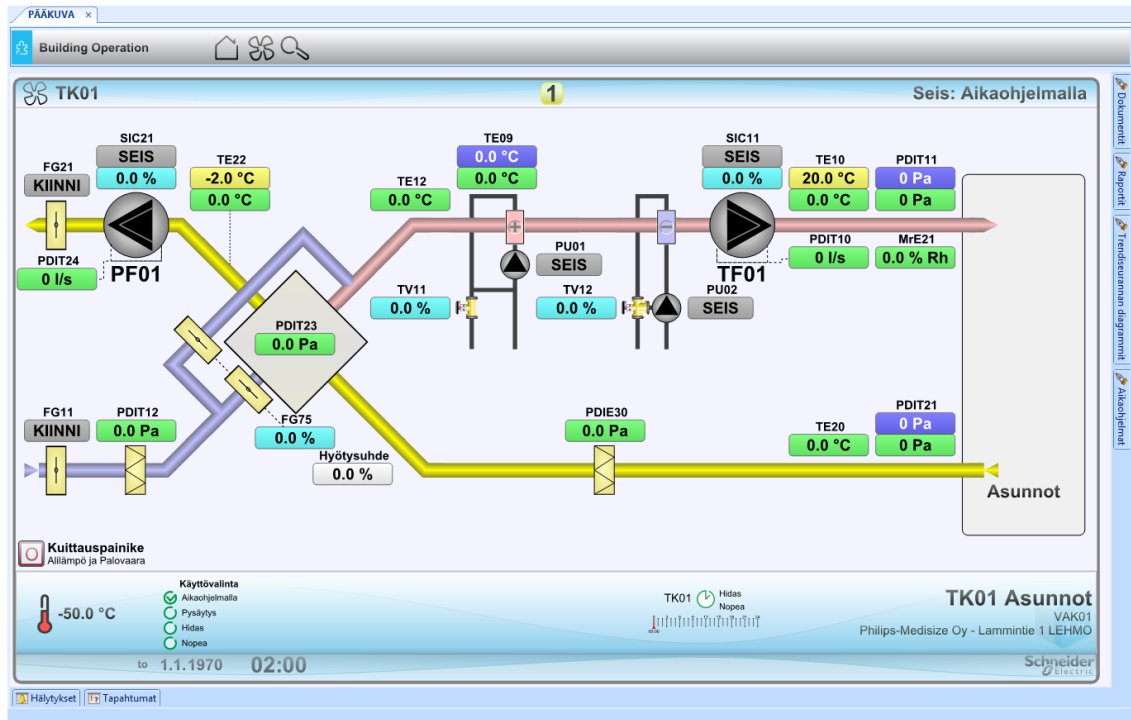 PÄÄKUVA ×
Building Operation
TK01
1
Seis: Aikaohjelmalla
SIC21
SEIS
0.0 %
FG21
KIINNI
TE22
-2.0 °C
0.0 °C
TE09
0.0 °C
0.0 °C
TE12
0.0 °C
SIC11
SEIS
0.0 %
TE10
20.0 °C
0.0 °C
PDIT11
0 Pa
0 Pa
PDIT24
0 l/s
PF01
PU01
SEIS
TF01
PDIT10
0 l/s
MrE21
0.0 % Rh
TV11
0.0 %
TV12
0.0 %
PU02
SEIS
PDIT23
0.0 Pa
FG11
KIINNI
PDIT12
0.0 Pa
FG75
0.0 %
Hyötysuhde
0.0 %
PDIE30
0.0 Pa
TE20
0.0 °C
PDIT21
0 Pa
0 Pa
Asunnot
Kuittauspainike
Alilämpö ja Palovaara
-50.0 °C
Käyttövalinta
Aikaohjelmalla
Pysäytys
Hidas
Nopea
TK01
Hidas
Nopea
TK01 Asunnot
VAK01
Philips-Medisize Oy - Lammintie 1 LEHMO
to 1.1.1970 02:00
Schneider
Electric
Dokumentit
Raportit
Trendiseurannan diagrammit
Aikaohjelmat
Hälytykset
Tapahtumat